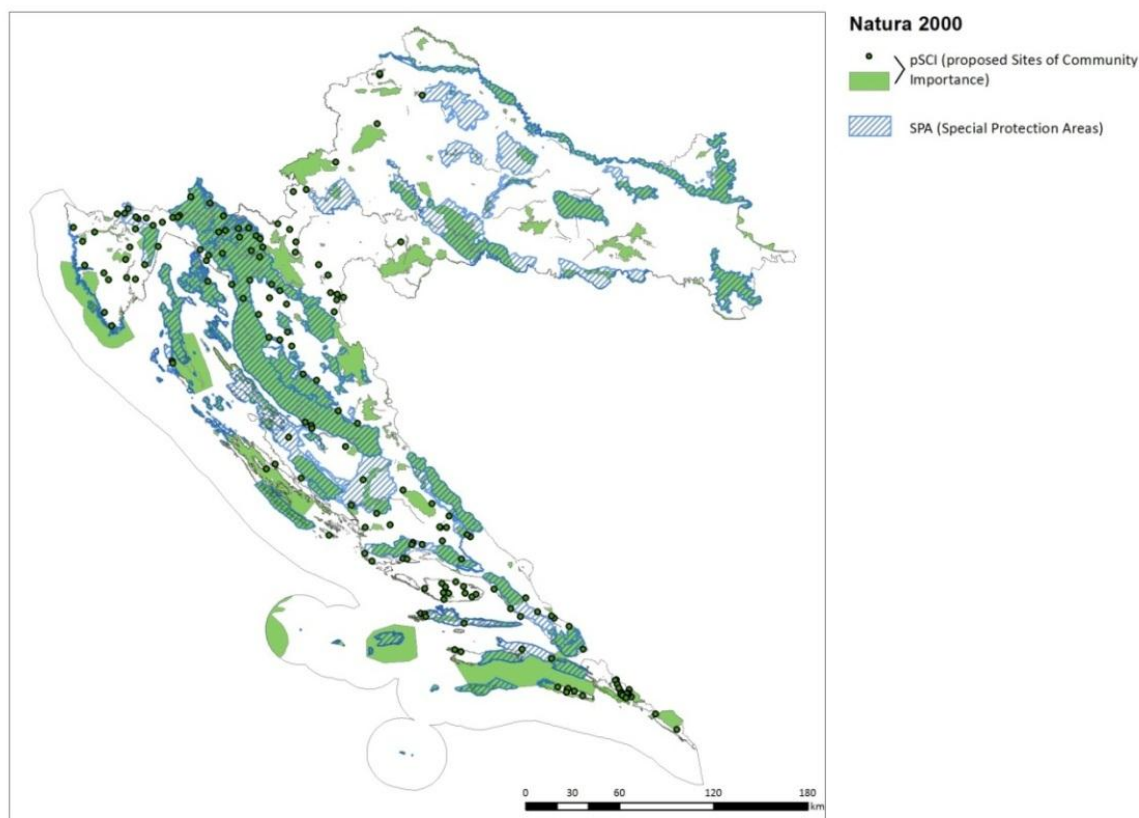 Natura 2000
pSCI (proposed Sites of Community
Importance)
SPA (Special Protection Areas)
0 30 60 120 180
km